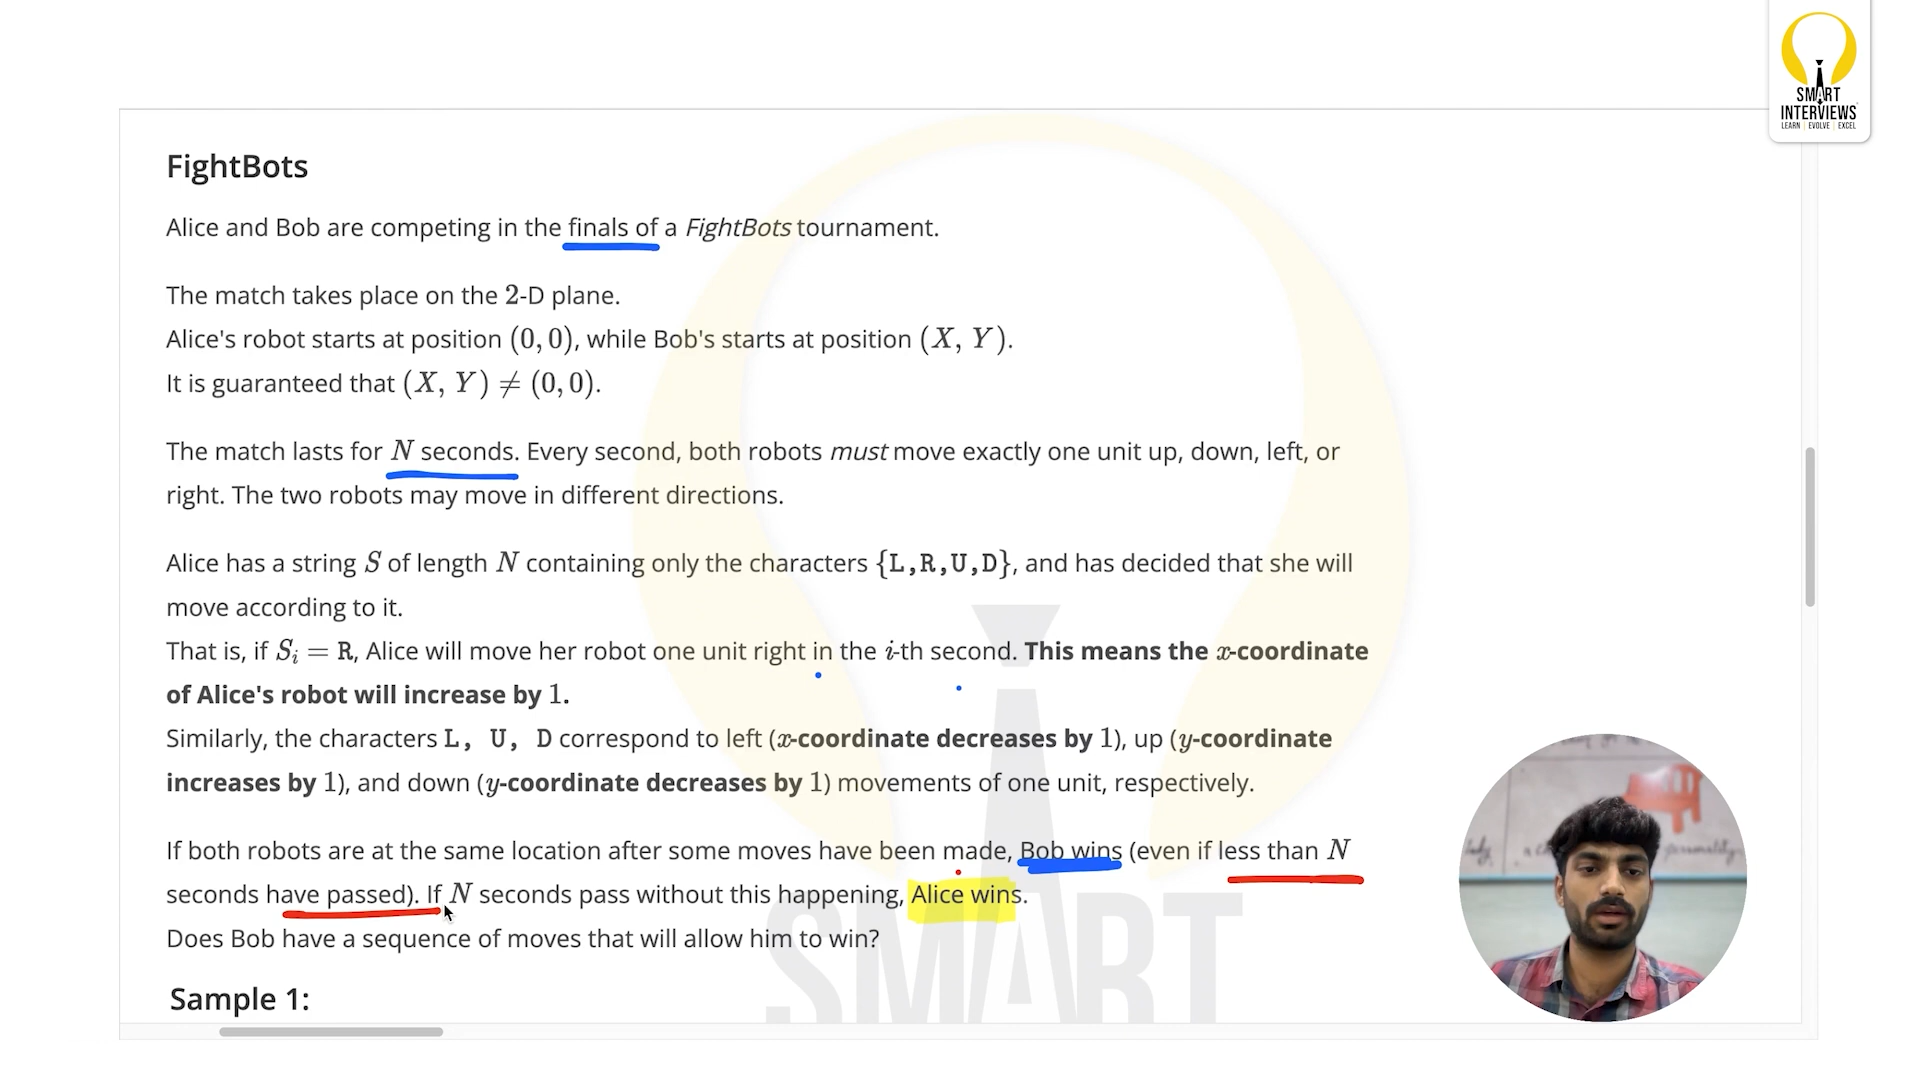 SMART
INTERVIEWS
LEARN | EVOLVE | EXCEL
FightBots
Alice and Bob are competing in the finals of a FightBots tournament.
The match takes place on the 2-D plane.
Alice's robot starts at position (0, 0), while Bob's starts at position (X, Y).
It is guaranteed that (X, Y) ≠ (0, 0).
The match lasts for N seconds. Every second, both robots must move exactly one unit up, down, left, or
right. The two robots may move in different directions.
Alice has a string S of length N containing only the characters {L,R,U,D}, and has decided that she will
move according to it.
That is, if Sᵢ = R, Alice will move her robot one unit right in the i-th second. This means the x-coordinate
of Alice's robot will increase by 1.
Similarly, the characters L, U, D correspond to left (x-coordinate decreases by 1), up (y-coordinate
increases by 1), and down (y-coordinate decreases by 1) movements of one unit, respectively.
If both robots are at the same location after some moves have been made, Bob wins (even if less than N
seconds have passed). If N seconds pass without this happening, Alice wins.
Does Bob have a sequence of moves that will allow him to win?
Sample 1:
SMART